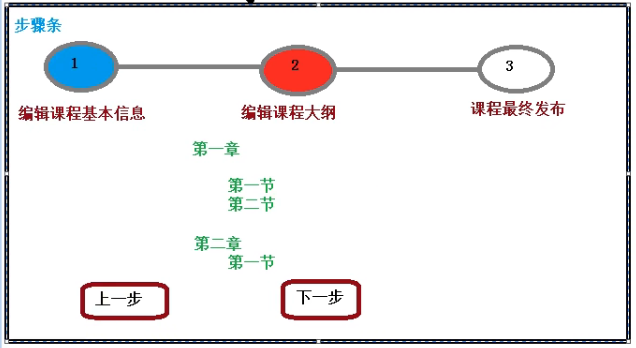 步骤条
1
2
3
编辑课程基本信息
编辑课程大纲
课程最终发布
第一章
第一节
第二节
第二章
第一节
上一步
下一步